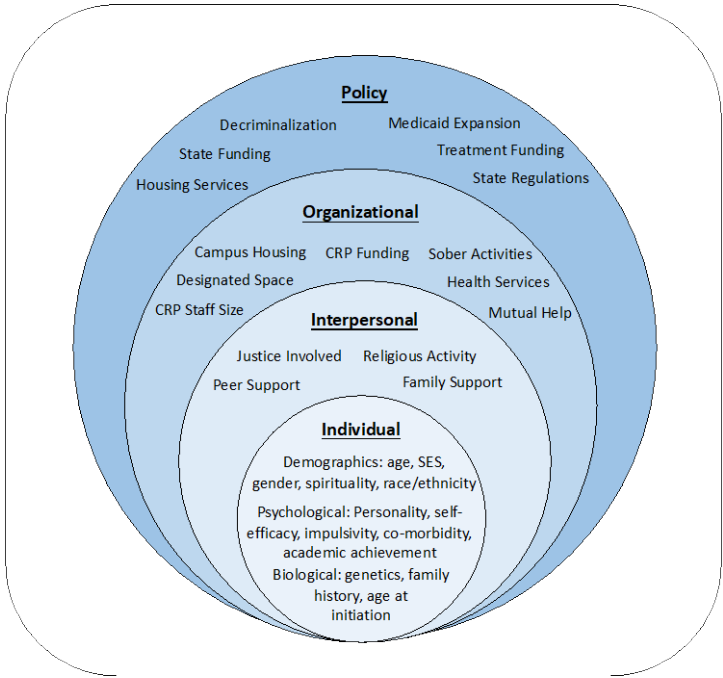 Policy
Decriminalization
Medicaid Expansion
State Funding
Treatment Funding
Housing Services
State Regulations
Organizational
Campus Housing
CRP Funding
Sober Activities
Designated Space
Health Services
CRP Staff Size
Mutual Help
Interpersonal
Justice Involved
Religious Activity
Peer Support
Family Support
Individual
Demographics: age, SES,
gender, spirituality, race/ethnicity
Psychological: Personality, self-
efficacy, impulsivity, co-morbidity,
academic achievement
Biological: genetics, family
history, age at
initiation